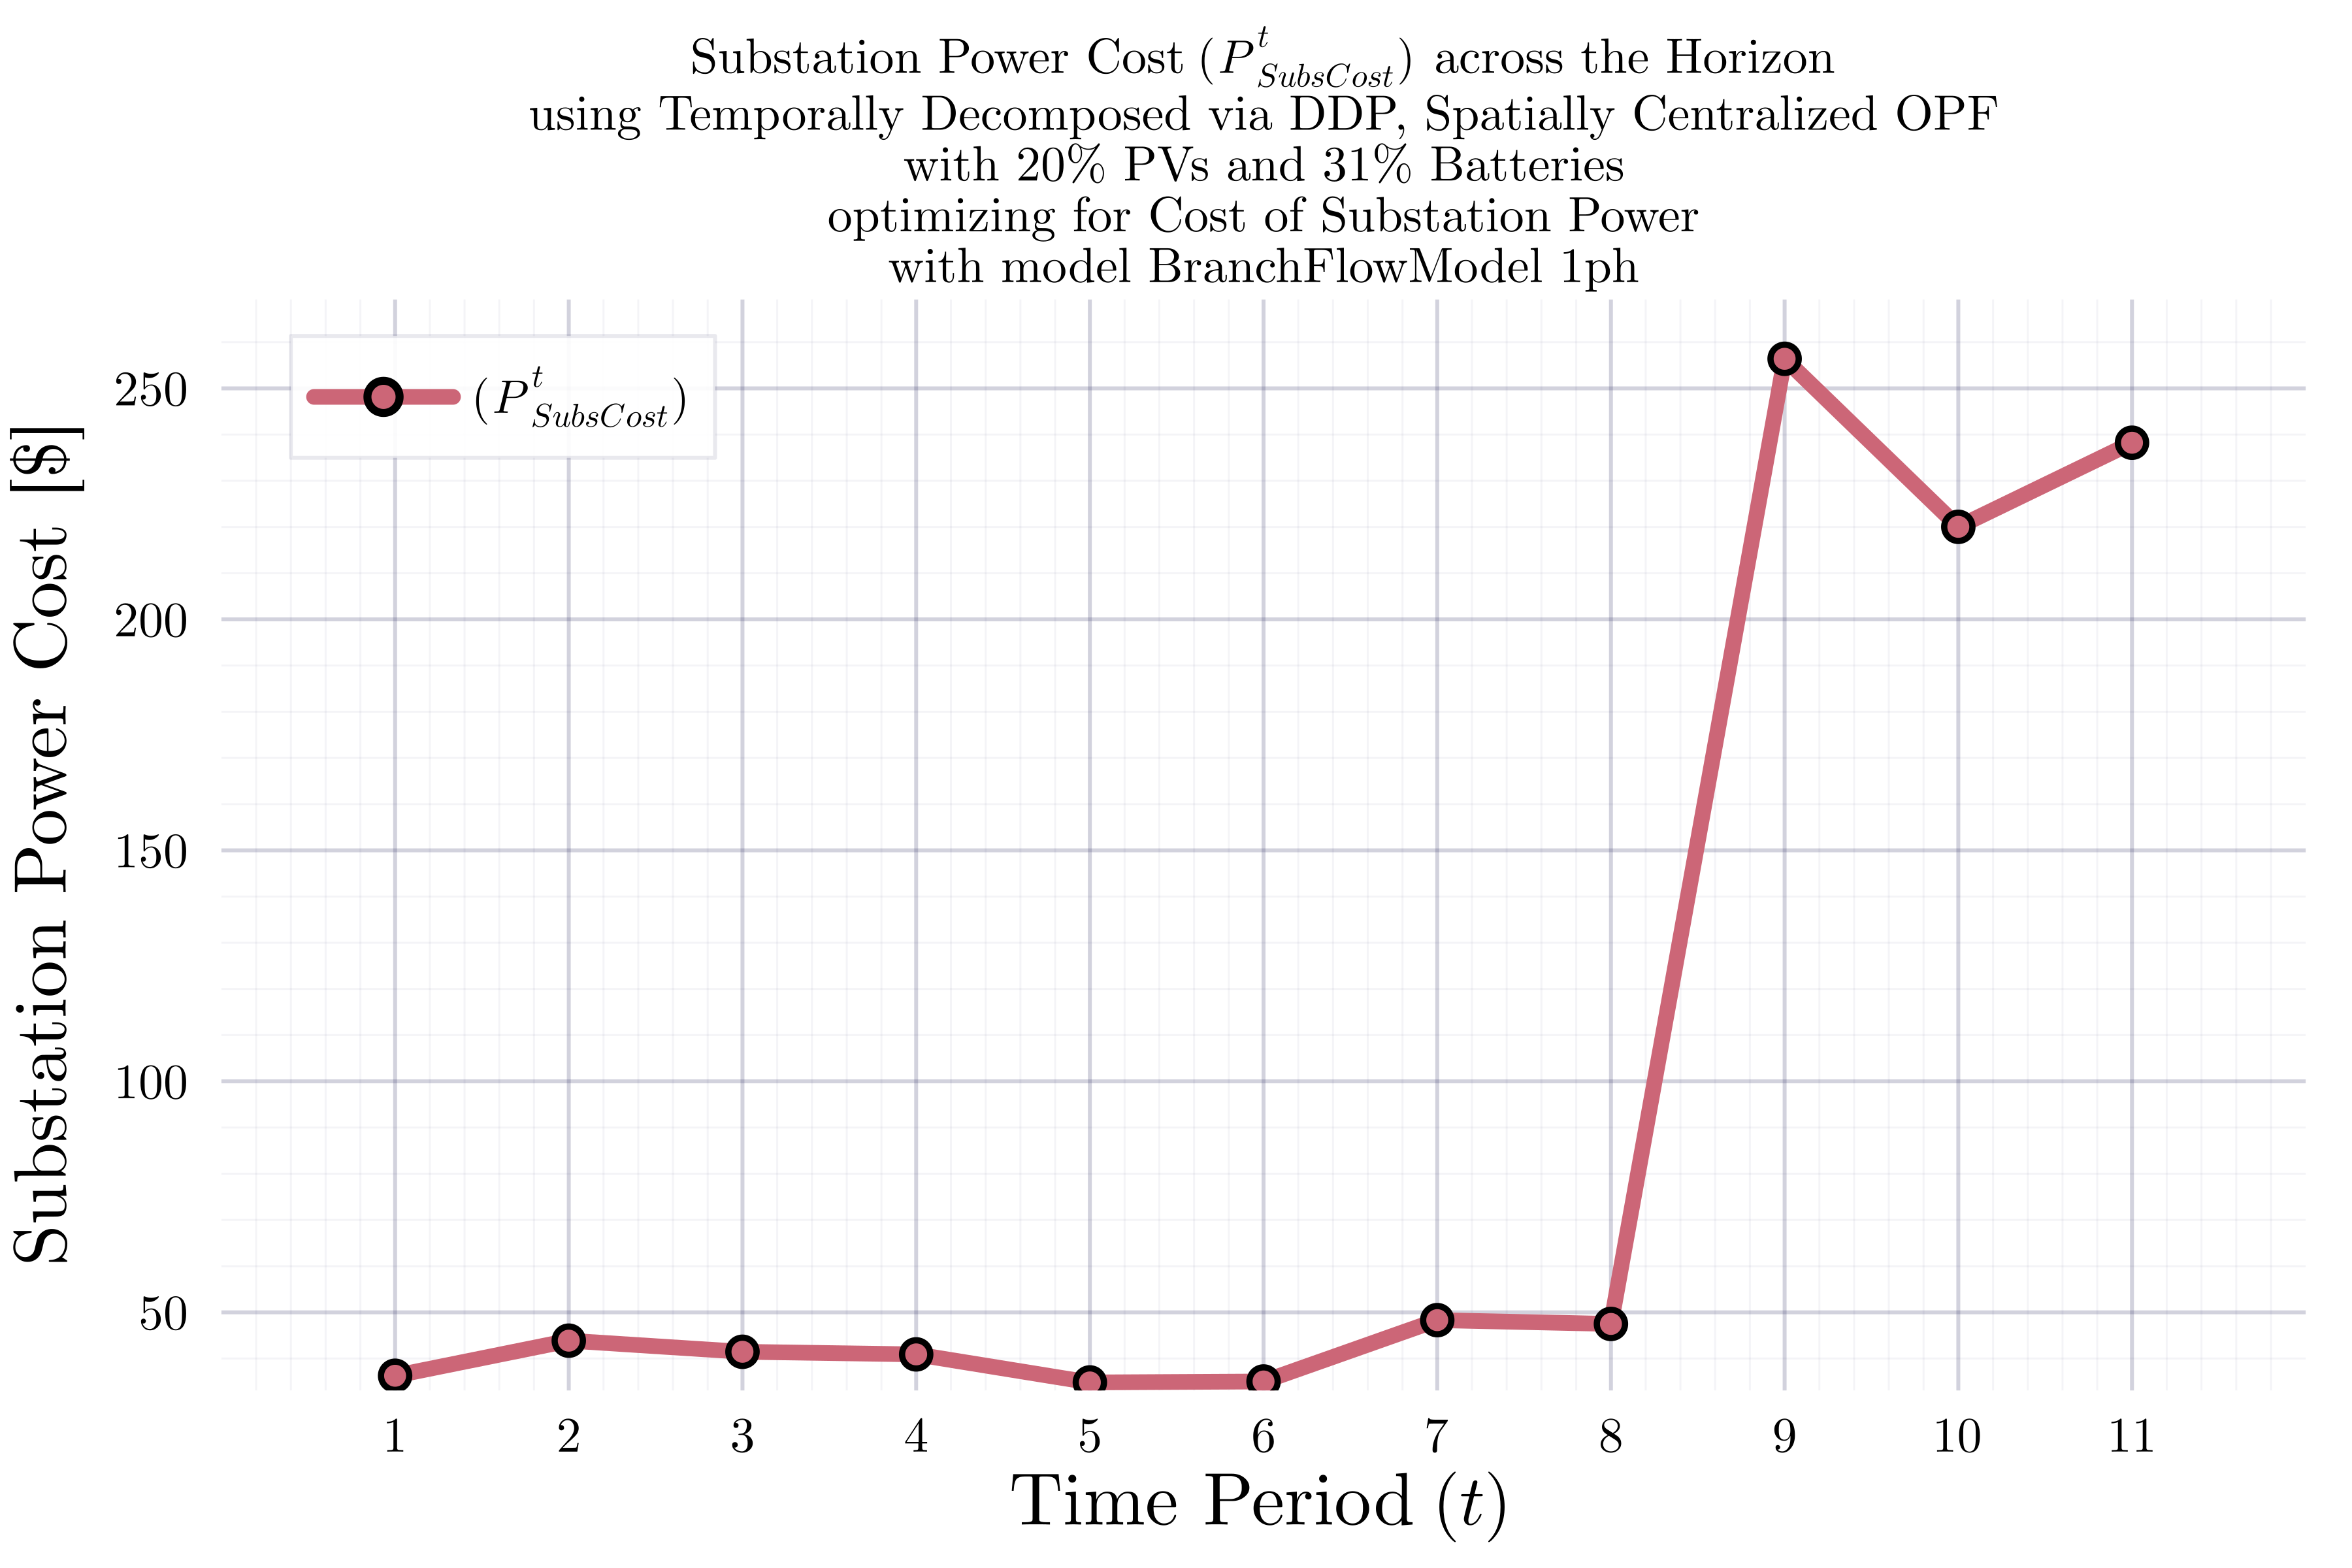 Substation Power Cost (P^t_SubsCost) across the Horizon
using Temporally Decomposed via DDP, Spatially Centralized OPF
with 20% PVs and 31% Batteries
optimizing for Cost of Substation Power
with model BranchFlowModel 1ph
(P^t_SubsCost)
Substation Power Cost [$]
250
200
150
100
50
1 2 3 4 5 6 7 8 9 10 11
Time Period (t)